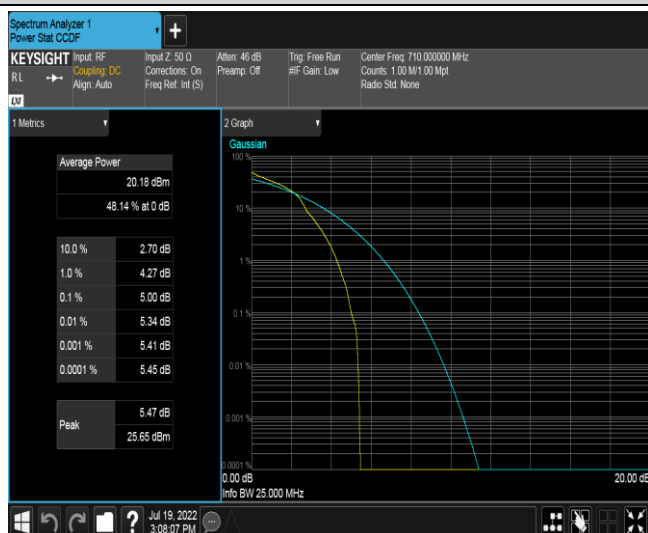 Spectrum Analyzer 1
Power Stat CCDF
+
KEYSIGHT
RL
LXI
Input: RF
Coupling: DC
Align: Auto
Input Z: 50 Ω
Corrections: On
Freq Ref: Int (S)
Atten: 46 dB
Preamp: Off
Trig: Free Run
#IF Gain: Low
Center Freq: 710.000000 MHz
Counts: 1.00 M/1.00 Mpt
Radio Std: None
1 Metrics
Average Power
20.18 dBm
48.14 % at 0 dB
10.0 % 2.70 dB
1.0 % 4.27 dB
0.1 % 5.00 dB
0.01 % 5.34 dB
0.001 % 5.41 dB
0.0001 % 5.45 dB
Peak
5.47 dB
25.65 dBm
2 Graph
Gaussian
100 %
10 %
1 %
0.1 %
0.01 %
0.001 %
0.0001 %
0.00 dB 20.00 dB
Info BW 25.000 MHz
?
Jul 19, 2022
3:08:07 PM